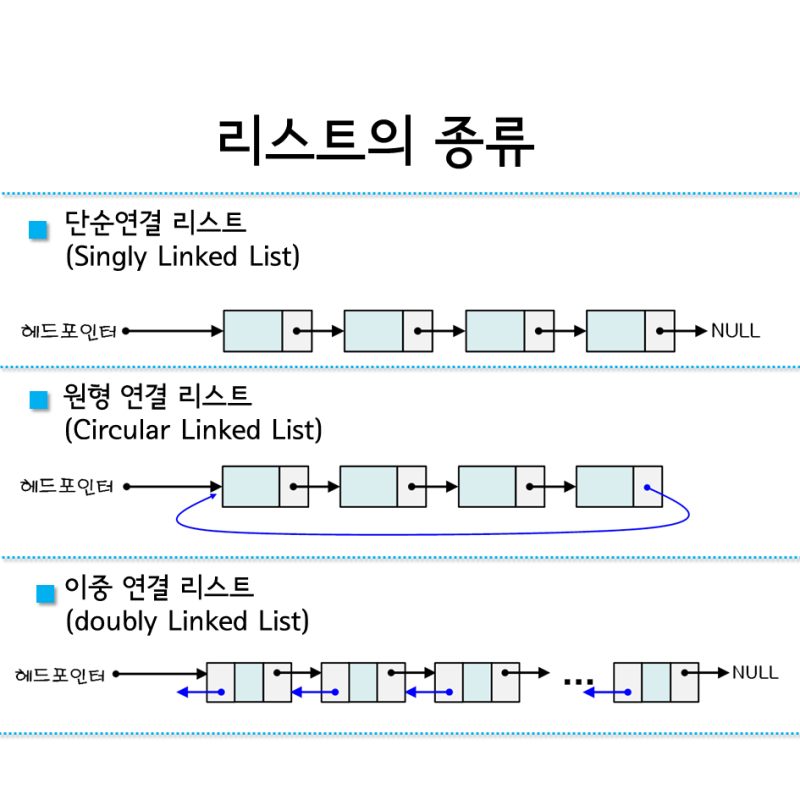 리스트의 종류
단순연결 리스트
(Singly Linked List)
헤드포인터
NULL
원형 연결 리스트
(Circular Linked List)
헤드포인터
이중 연결 리스트
(doubly Linked List)
헤드포인터
...
NULL